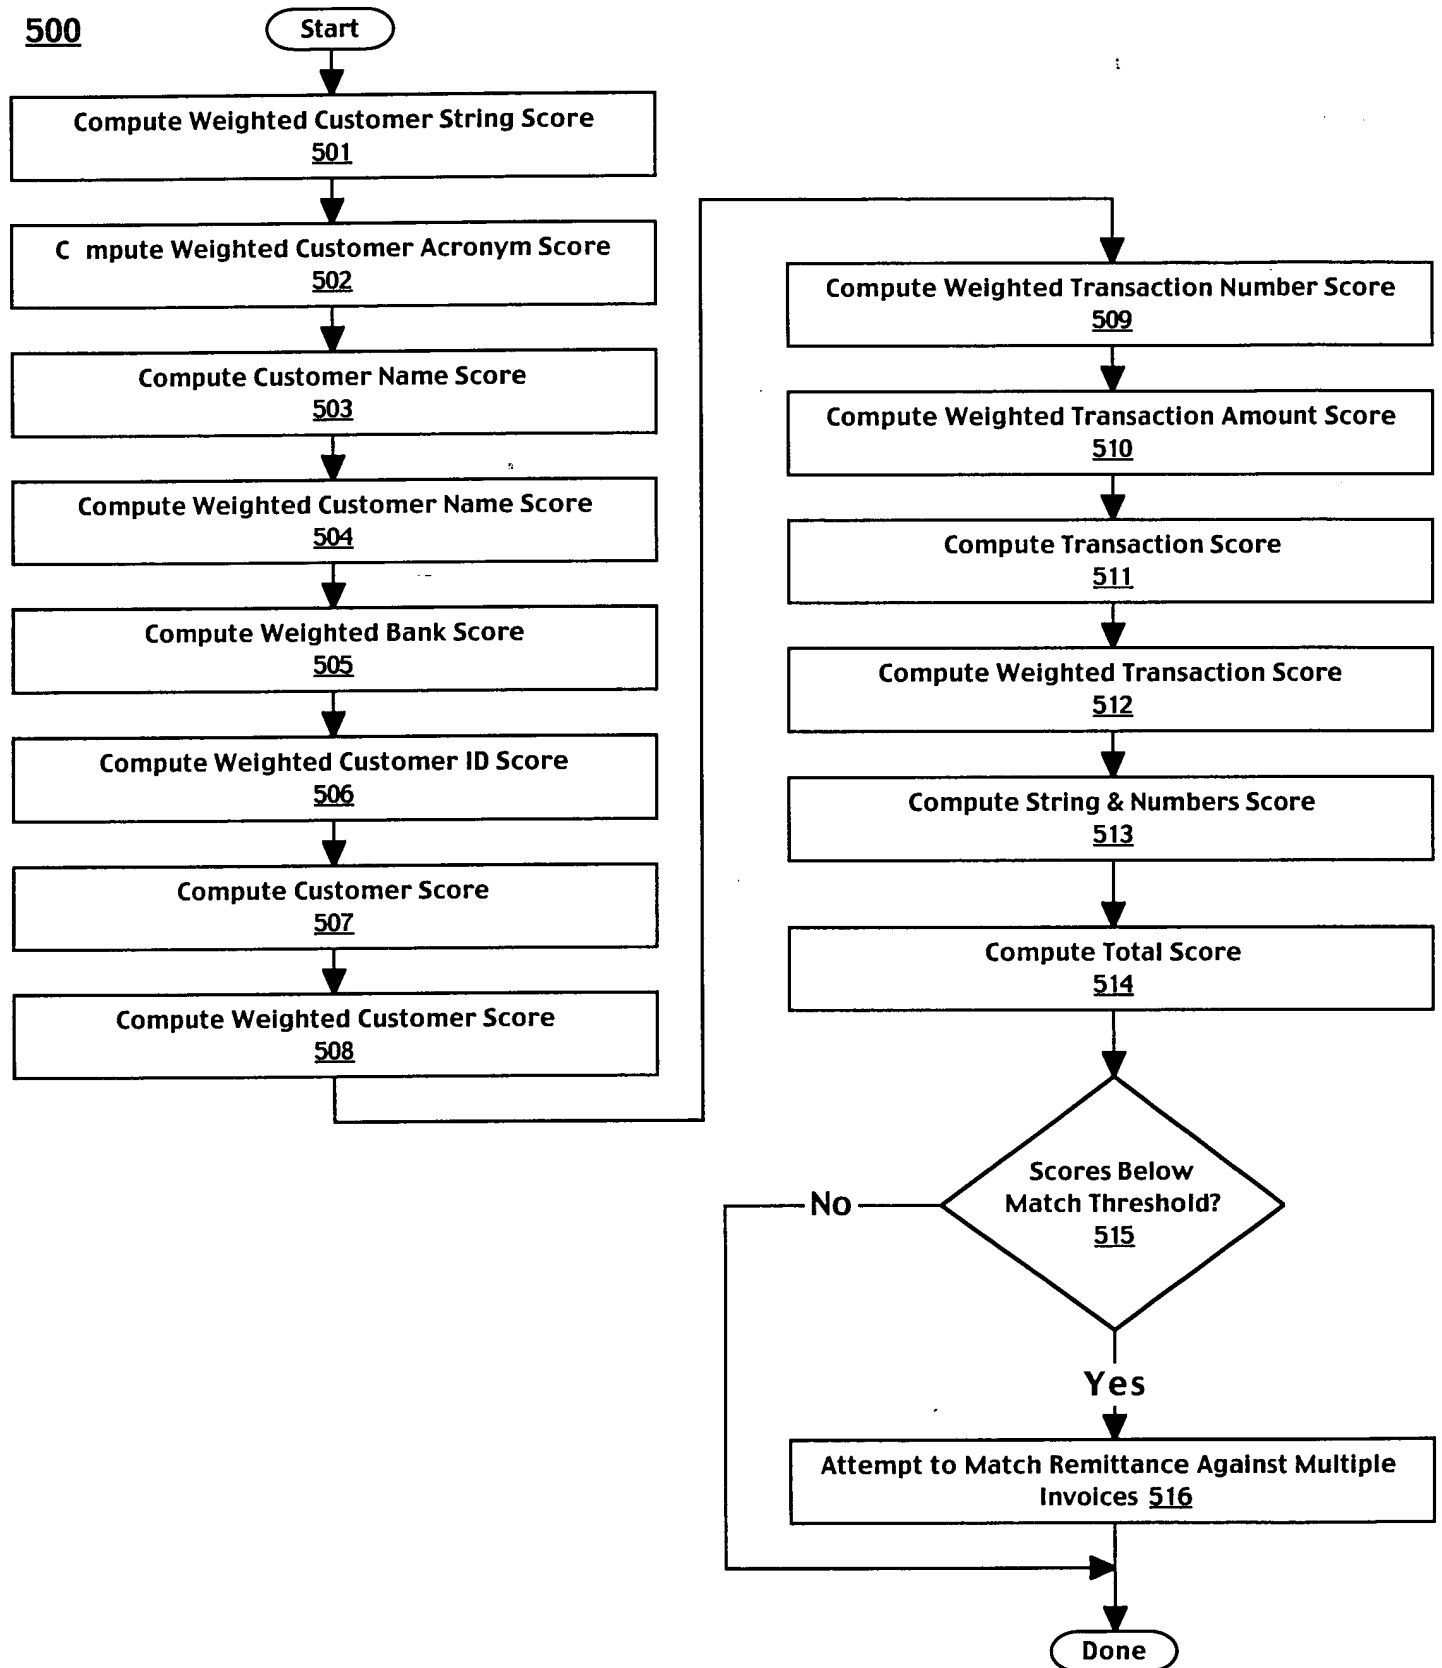 500
Start
Compute Weighted Customer String Score
501
C mpute Weighted Customer Acronym Score
502
Compute Customer Name Score
503
Compute Weighted Customer Name Score
504
Compute Weighted Bank Score
505
Compute Weighted Customer ID Score
506
Compute Customer Score
507
Compute Weighted Customer Score
508
Compute Weighted Transaction Number Score
509
Compute Weighted Transaction Amount Score
510
Compute Transaction Score
511
Compute Weighted Transaction Score
512
Compute String & Numbers Score
513
Compute Total Score
514
Scores Below
Match Threshold?
515
No
Yes
Attempt to Match Remittance Against Multiple
Invoices 516
Done